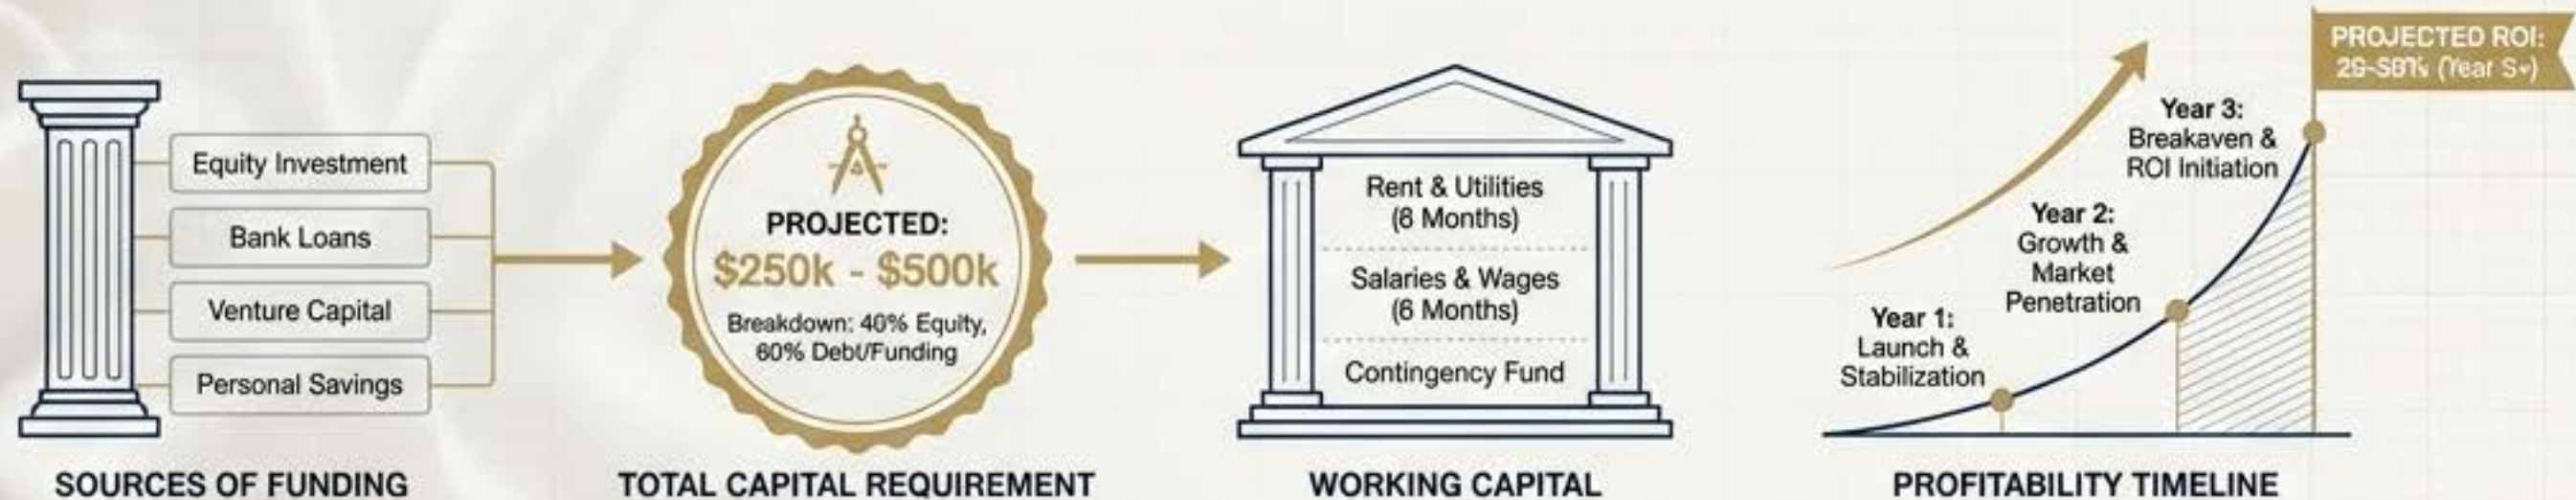 Equity Investment
Bank Loans
Venture Capital
Personal Savings
SOURCES OF FUNDING
PROJECTED:
$250k - $500k
Breakdown: 40% Equity,
60% Debt/Funding
TOTAL CAPITAL REQUIREMENT
Rent & Utilities
(6 Months)
Salaries & Wages
(6 Months)
Contingency Fund
WORKING CAPITAL
Year 1:
Launch &
Stabilization
Year 2:
Growth &
Market
Penetration
Year 3:
Breakaven &
ROI Initiation
PROJECTED ROI:
(Year
PROFITABILITY TIMELINE